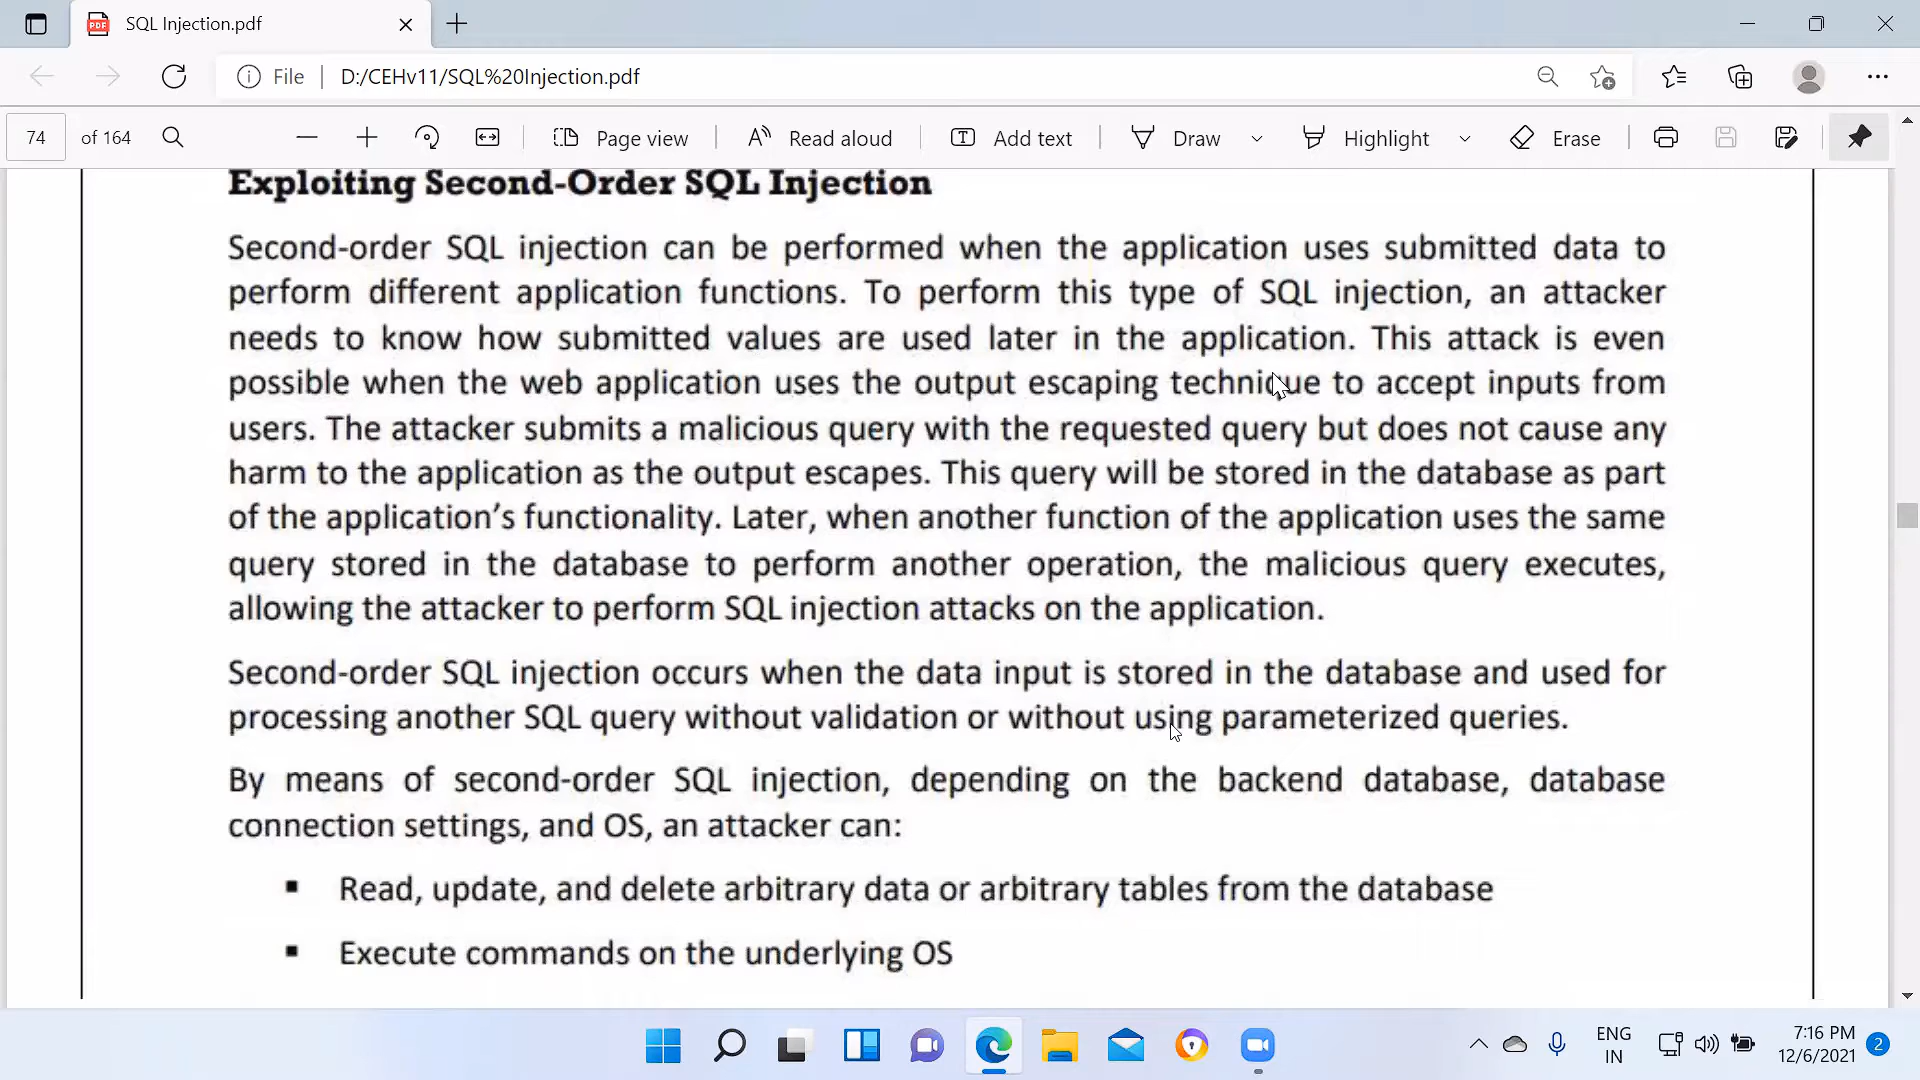 SQL Injection.pdf
File
D:/CEHv11/SQL%20Injection.pdf
74 of 164
Page view
Read aloud
Add text
Draw
Highlight
Erase
Exploiting Second-Order SQL Injection
Second-order SQL injection can be performed when the application uses submitted data to
perform different application functions. To perform this type of SQL injection, an attacker
needs to know how submitted values are used later in the application. This attack is even
possible when the web application uses the output escaping technique to accept inputs from
users. The attacker submits a malicious query with the requested query but does not cause any
harm to the application as the output escapes. This query will be stored in the database as part
of the application's functionality. Later, when another function of the application uses the same
query stored in the database to perform another operation, the malicious query executes,
allowing the attacker to perform SQL injection attacks on the application.
Second-order SQL injection occurs when the data input is stored in the database and used for
processing another SQL query without validation or without using parameterized queries.
By means of second-order SQL injection, depending on the backend database, database
connection settings, and OS, an attacker can:
▪ Read, update, and delete arbitrary data or arbitrary tables from the database
▪ Execute commands on the underlying OS
ENG
IN
7:16 PM
12/6/2021
2